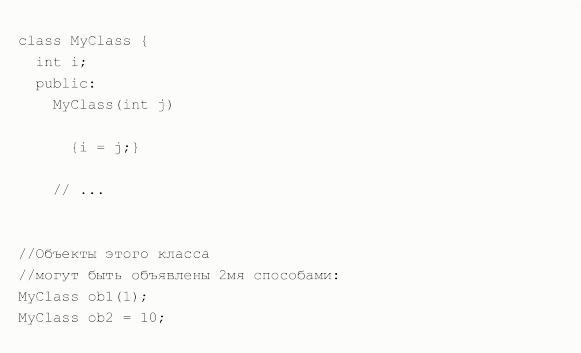 class MyClass {
int i;
public:
MyClass(int j)
{i = j;}
// ...
//Объекты этого класса
//могут быть объявлены 2мя способами:
MyClass ob1(1);
MyClass ob2 = 10;